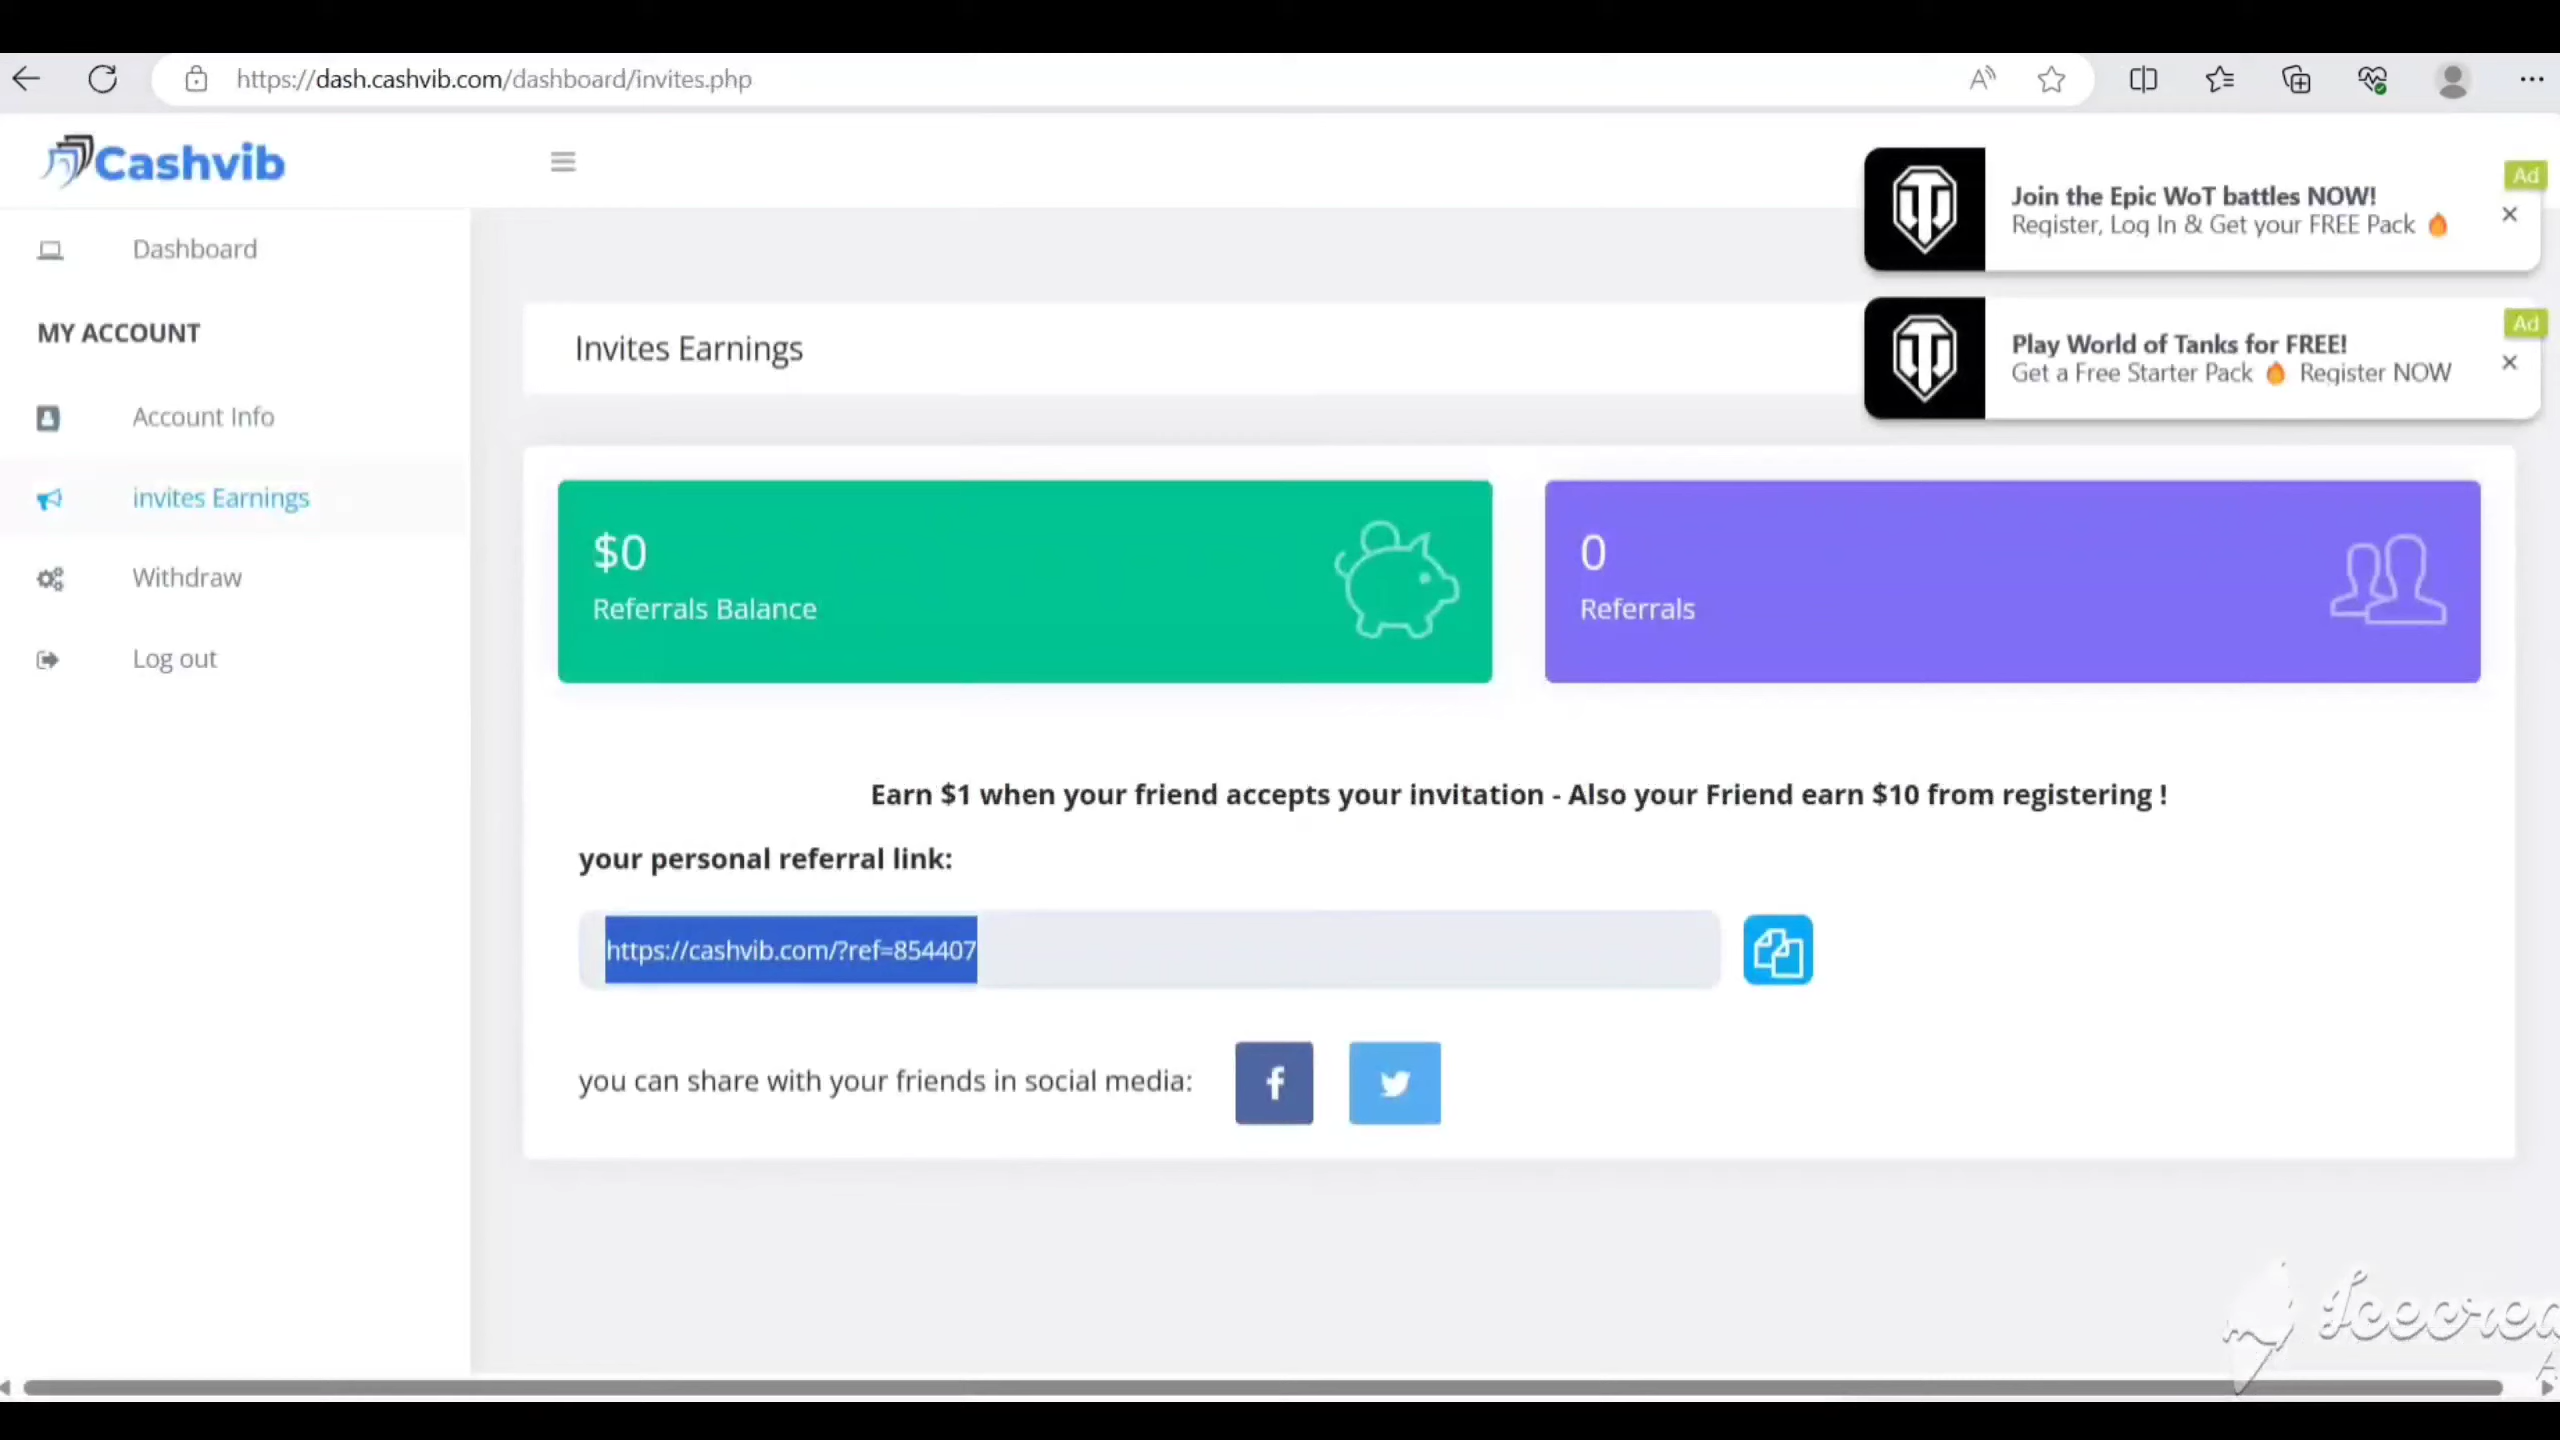 https://dash.cashvib.com/dashboard/invites.php
Cashvib
Ad
Join the Epic WoT battles NOW!
Register, Log In & Get your FREE Pack 🔥
Ad
Play World of Tanks for FREE!
Get a Free Starter Pack 🔥 Register NOW
Dashboard
MY ACCOUNT
Account Info
invites Earnings
Withdraw
Log out
Invites Earnings
$0
Referrals Balance
0
Referrals
Earn $1 when your friend accepts your invitation - Also your Friend earn $10 from registering !
your personal referral link:
https://cashvib.com/?ref=854407
you can share with your friends in social media: